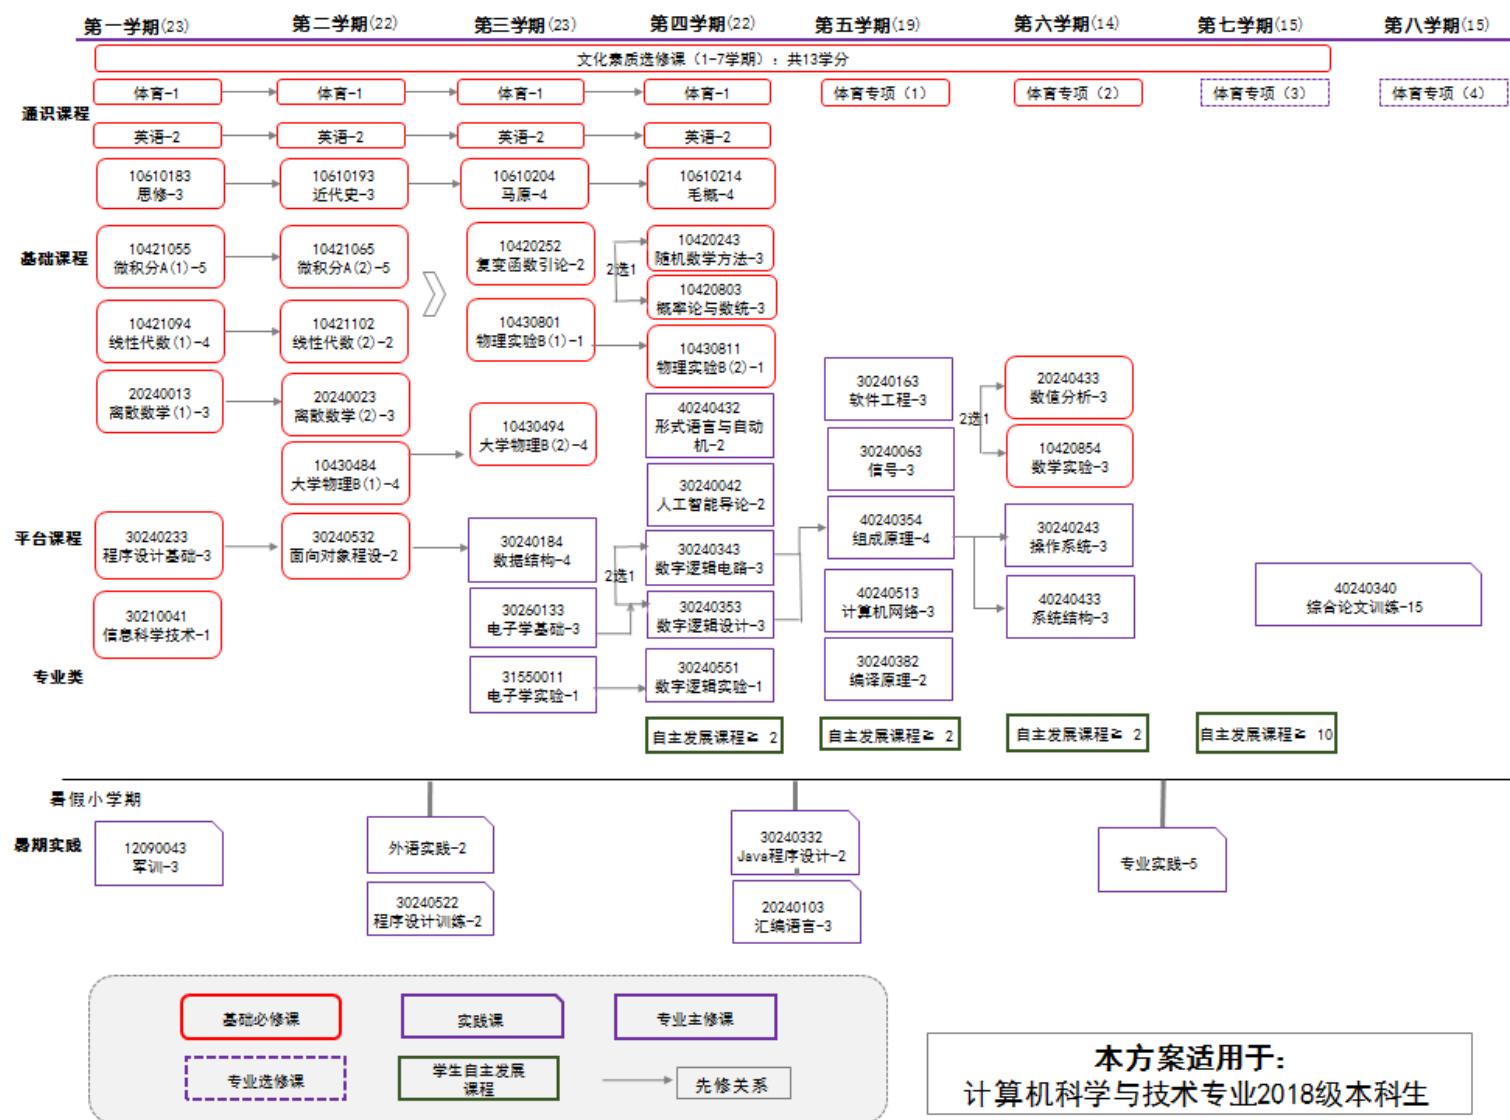 第一学期(23)
第二学期(22)
第三学期(23)
第四学期(22)
第五学期(19)
第六学期(14)
第七学期(15)
第八学期(15)
文化素质选修课（1-7学期）：共13学分
通识课程
体育-1
体育-1
体育-1
体育-1
体育专项（1）
体育专项（2）
体育专项（3）
体育专项（4）
英语-2
英语-2
英语-2
英语-2
10610183
思修-3
10610193
近代史-3
10610204
马原-4
10610214
毛概-4
基础课程
10421055
微积分A(1)-5
10421065
微积分A(2)-5
10420252
复变函数引论-2
2选1
10420243
随机数学方法-3
10420803
概率论与数统-3
10421094
线性代数(1)-4
10421102
线性代数(2)-2
10430801
物理实验B(1)-1
10430811
物理实验B(2)-1
20240013
离散数学(1)-3
20240023
离散数学(2)-3
10430494
大学物理B(2)-4
40240432
形式语言与自动
机-2
30240163
软件工程-3
2选1
20240433
数值分析-3
10430484
大学物理B(1)-4
30240042
人工智能导论-2
30240063
信号-3
10420854
数学实验-3
平台课程
30240233
程序设计基础-3
30240532
面向对象程设-2
30240184
数据结构-4
2选1
30240343
数字逻辑电路-3
40240354
组成原理-4
30240243
操作系统-3
30210041
信息科学技术-1
30260133
电子学基础-3
30240353
数字逻辑设计-3
40240513
计算机网络-3
40240433
系统结构-3
40240340
综合论文训练-15
专业类
31550011
电子学实验-1
30240551
数字逻辑实验-1
30240382
编译原理-2
自主发展课程≧ 2
自主发展课程≧ 2
自主发展课程≧ 2
自主发展课程≧ 10
暑假小学期
暑期实践
12090043
军训-3
外语实践-2
30240332
Java程序设计-2
专业实践-5
30240522
程序设计训练-2
20240103
汇编语言-3
基础必修课
实践课
专业主修课
专业选修课
学生自主发展
课程
先修关系
本方案适用于：
计算机科学与技术专业2018级本科生